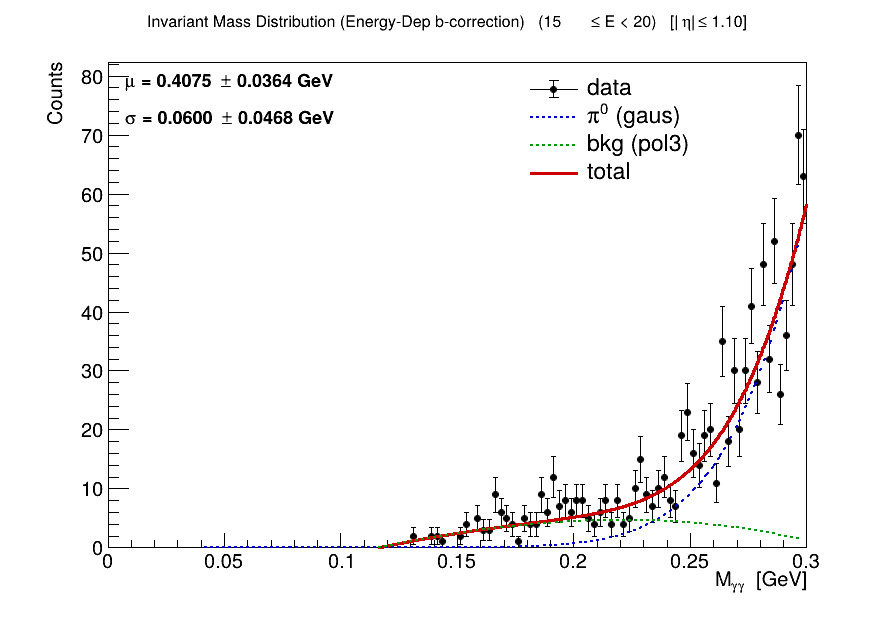 Invariant Mass Distribution (Energy-Dep b-correction) (15 ≤ E < 20) [|η| ≤ 1.10]
Counts
μ = 0.4075 ± 0.0364 GeV
σ = 0.0600 ± 0.0468 GeV
data
π⁰ (gaus)
bkg (pol3)
total
80
70
60
50
40
30
20
10
0
0 0.05 0.1 0.15 0.2 0.25 0.3
Mγγ [GeV]